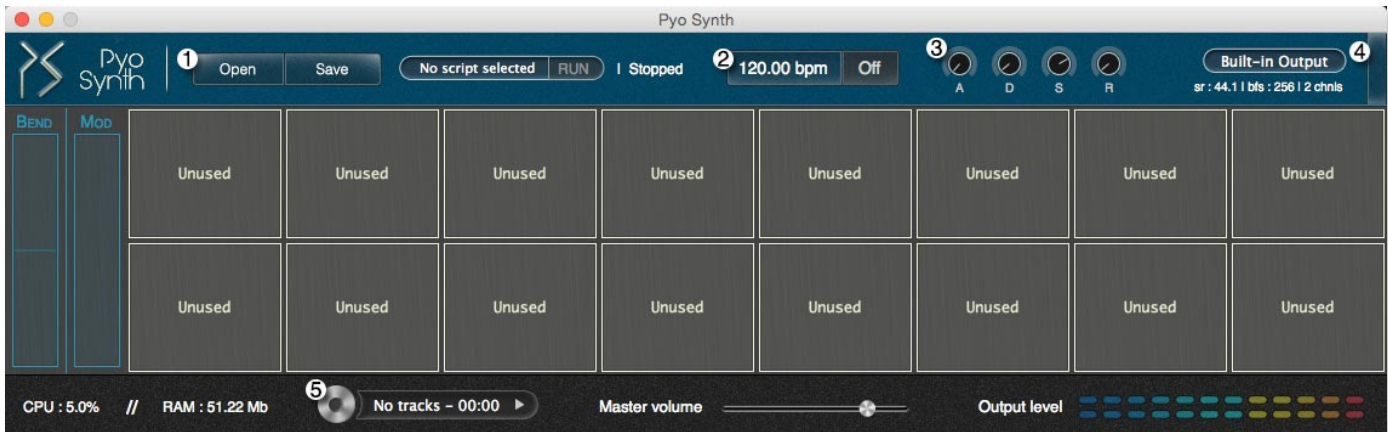 Pyo Synth
Pyo
Synth
1
Open
Save
No script selected
RUN
I Stopped
2
120.00 bpm
Off
3
A
D
S
R
Built-in Output
4
sr : 44.1 I bfs : 256 I 2 chnls
BEND
MOD
Unused Unused Unused Unused Unused Unused Unused Unused
Unused Unused Unused Unused Unused Unused Unused Unused
CPU : 5.0% // RAM : 51.22 Mb
5
No tracks - 00:00
Master volume
Output level